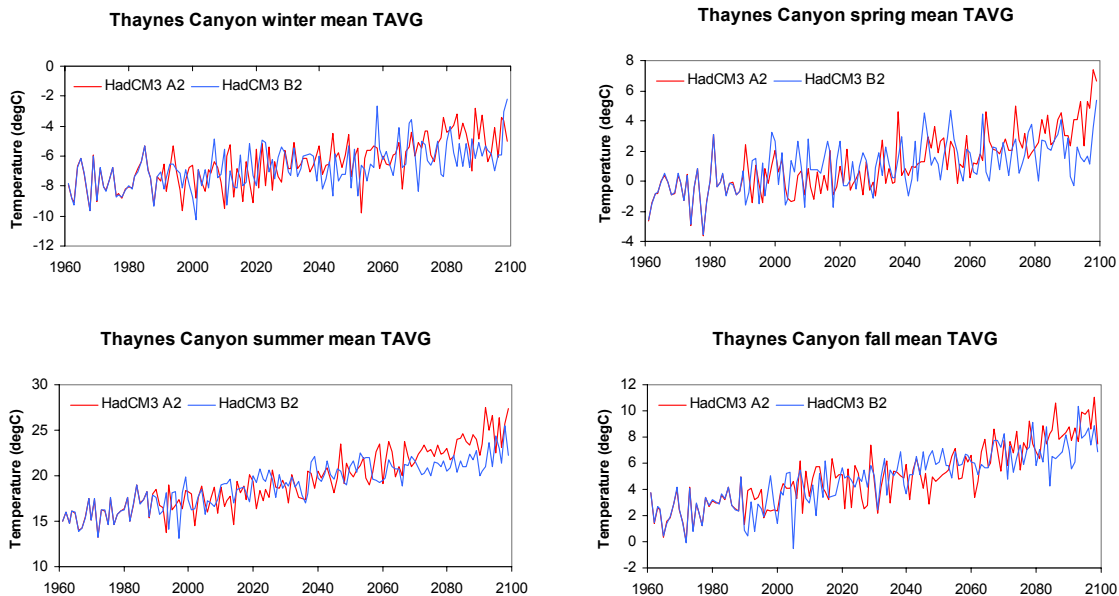 Thaynes Canyon winter mean TAVG
Temperature (degC)
0
-2
-4
-6
-8
-10
-12
HadCM3 A2 HadCM3 B2
1960 1980 2000 2020 2040 2060 2080 2100
Thaynes Canyon spring mean TAVG
Temperature (degC)
8
6
4
2
0
-2
-4
HadCM3 A2 HadCM3 B2
1960 1980 2000 2020 2040 2060 2080 2100
Thaynes Canyon summer mean TAVG
Temperature (degC)
30
25
20
15
10
HadCM3 A2 HadCM3 B2
1960 1980 2000 2020 2040 2060 2080 2100
Thaynes Canyon fall mean TAVG
Temperature (degC)
12
10
8
6
4
2
0
-2
HadCM3 A2 HadCM3 B2
1960 1980 2000 2020 2040 2060 2080 2100